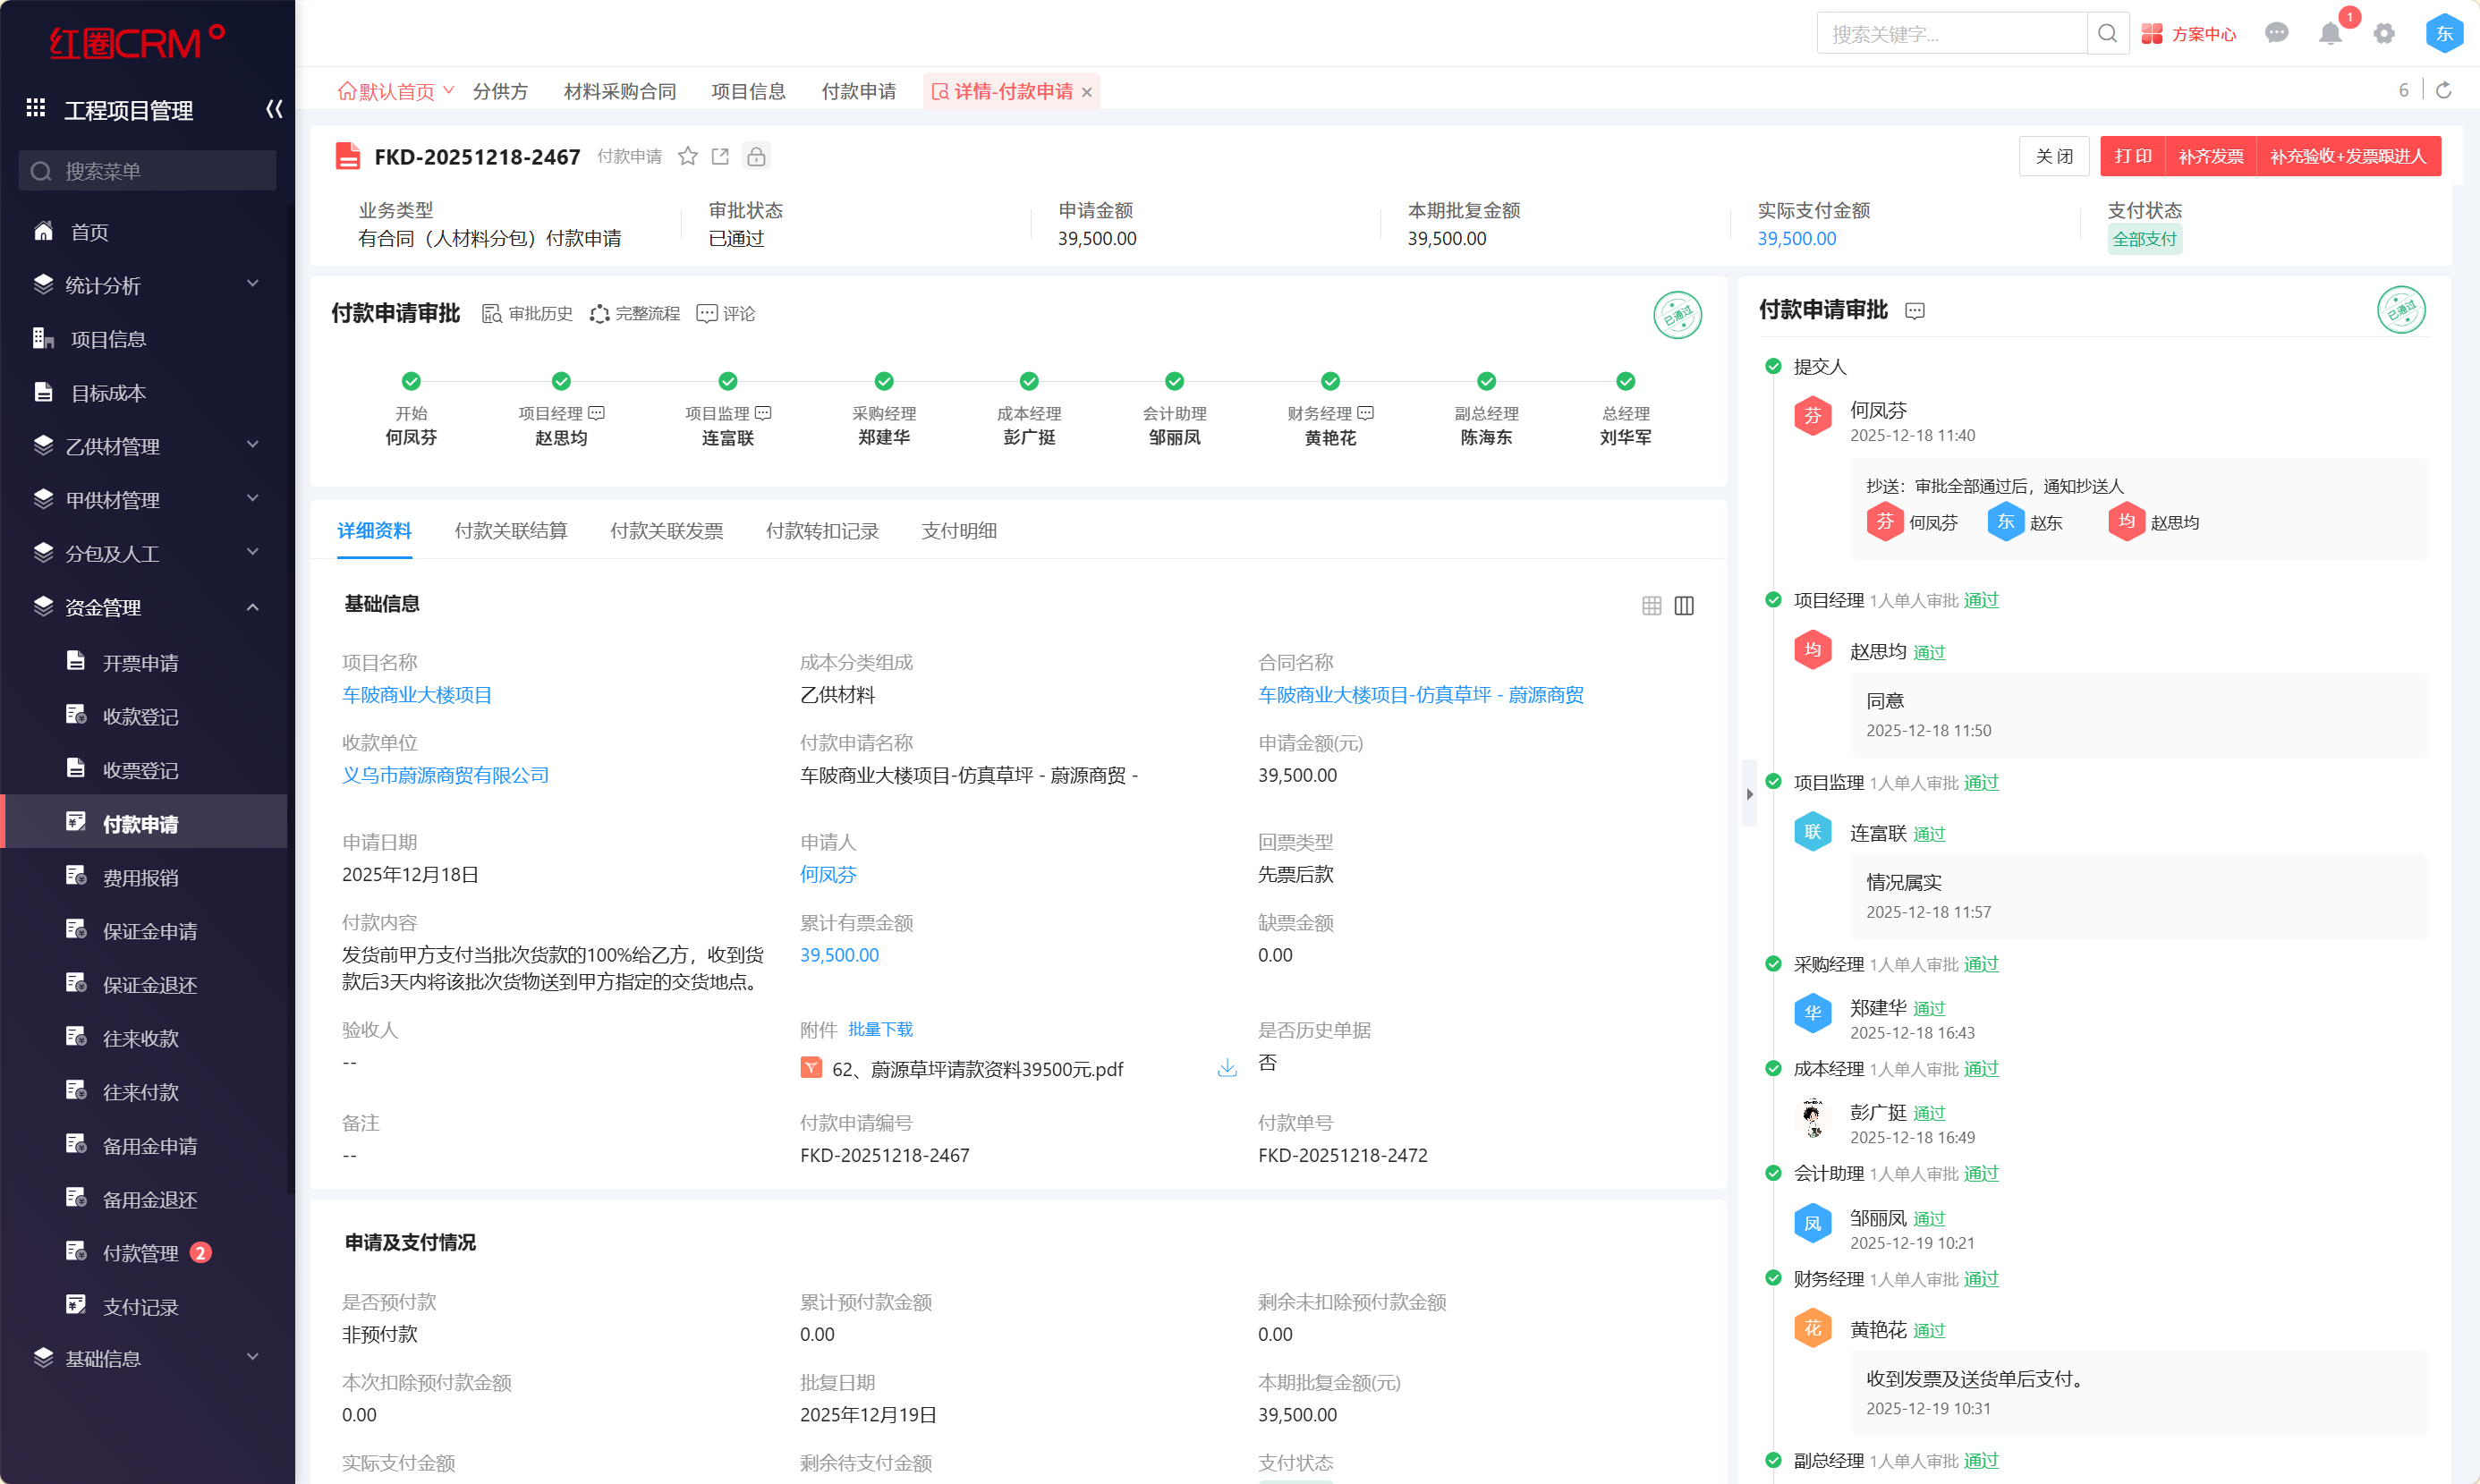 红圈CRM
工程项目管理
搜索菜单
首页
统计分析
项目信息
目标成本
乙供材管理
甲供材管理
分包及人工
资金管理
开票申请
收款登记
收票登记
付款申请
费用报销
保证金申请
保证金退还
往来收款
往来付款
备用金申请
备用金退还
付款管理 2
支付记录
基础信息
搜索关键字...
方案中心
1
东
默认首页 分供方 材料采购合同 项目信息 付款申请 详情-付款申请
6
FKD-20251218-2467 付款申请
关 闭 打 印 补齐发票 补充验收+发票跟进人
业务类型 审批状态 申请金额 本期批复金额 实际支付金额 支付状态
有合同（人材料分包）付款申请 已通过 39,500.00 39,500.00 39,500.00 全部支付
付款申请审批 审批历史 完整流程 评论 已通过
开始 项目经理 项目监理 采购经理 成本经理 会计助理 财务经理 副总经理 总经理
何凤芬 赵思均 连富联 郑建华 彭广挺 邹丽凤 黄艳花 陈海东 刘华军
详细资料 付款关联结算 付款关联发票 付款转扣记录 支付明细
基础信息
项目名称 成本分类组成 合同名称
车陂商业大楼项目 乙供材料 车陂商业大楼项目-仿真草坪 - 蔚源商贸
收款单位 付款申请名称 申请金额(元)
义乌市蔚源商贸有限公司 车陂商业大楼项目-仿真草坪 - 蔚源商贸 - 39,500.00
申请日期 申请人 回票类型
2025年12月18日 何凤芬 先票后款
付款内容 累计有票金额 缺票金额
发货前甲方支付当批次货款的100%给乙方，收到货 39,500.00 0.00
款后3天内将该批次货物送到甲方指定的交货地点。
验收人 附件 批量下载 是否历史单据
-- 62、蔚源草坪请款资料39500元.pdf 否
备注 付款申请编号 付款单号
-- FKD-20251218-2467 FKD-20251218-2472
申请及支付情况
是否预付款 累计预付款金额 剩余未扣除预付款金额
非预付款 0.00 0.00
本次扣除预付款金额 批复日期 本期批复金额(元)
0.00 2025年12月19日 39,500.00
实际支付金额 剩余待支付金额 支付状态
付款申请审批 已通过
提交人
芬 何凤芬
2025-12-18 11:40
抄送：审批全部通过后，通知抄送人
芬 何凤芬 东 赵东 均 赵思均
项目经理 1人单人审批 通过
均 赵思均 通过
同意
2025-12-18 11:50
项目监理 1人单人审批 通过
联 连富联 通过
情况属实
2025-12-18 11:57
采购经理 1人单人审批 通过
华 郑建华 通过
2025-12-18 16:43
成本经理 1人单人审批 通过
彭广挺 通过
2025-12-18 16:49
会计助理 1人单人审批 通过
凤 邹丽凤 通过
2025-12-19 10:21
财务经理 1人单人审批 通过
花 黄艳花 通过
收到发票及送货单后支付。
2025-12-19 10:31
副总经理 1人单人审批 通过